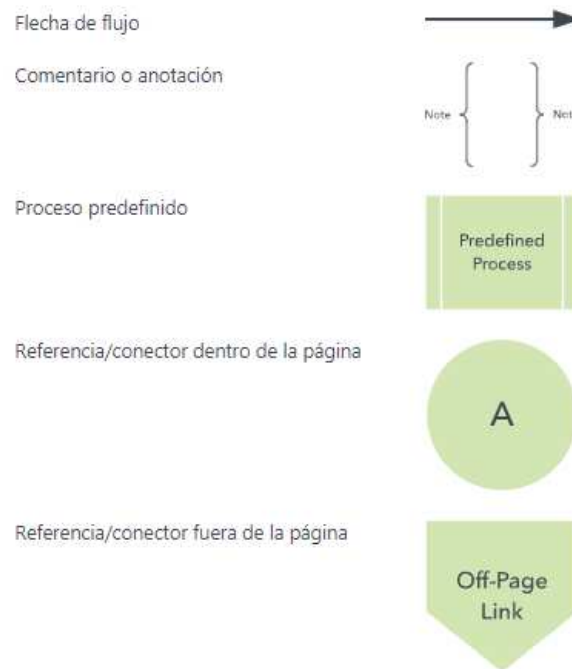 Flecha de flujo
Comentario o anotación
Note
Not
Proceso predefinido
Predefined
Process
Referencia/conector dentro de la página
A
Referencia/conector fuera de la página
Off-Page
Link